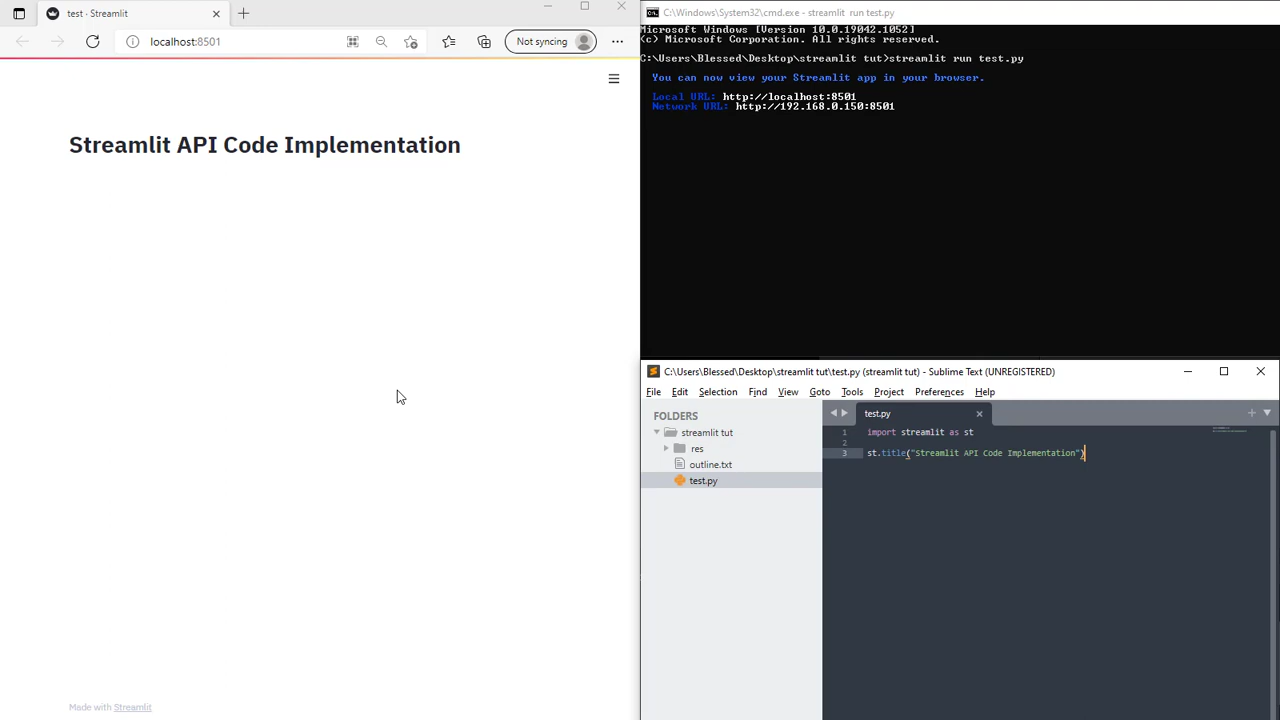 test · Streamlit
localhost:8501
Not syncing
Streamlit API Code Implementation
Made with Streamlit
C:\Windows\System32\cmd.exe - streamlit run test.py
Microsoft Windows [Version 10.0.19042.1052]
(c) Microsoft Corporation. All rights reserved.
C:\Users\Blessed\Desktop\streamlit tut>streamlit run test.py
You can now view your Streamlit app in your browser.
Local URL: http://localhost:8501
Network URL: http://192.168.0.150:8501
C:\Users\Blessed\Desktop\streamlit tut\test.py (streamlit tut) - Sublime Text (UNREGISTERED)
File Edit Selection Find View Goto Tools Project Preferences Help
FOLDERS
streamlit tut
res
outline.txt
test.py
test.py
1 import streamlit as st
2
3 st.title("Streamlit API Code Implementation")